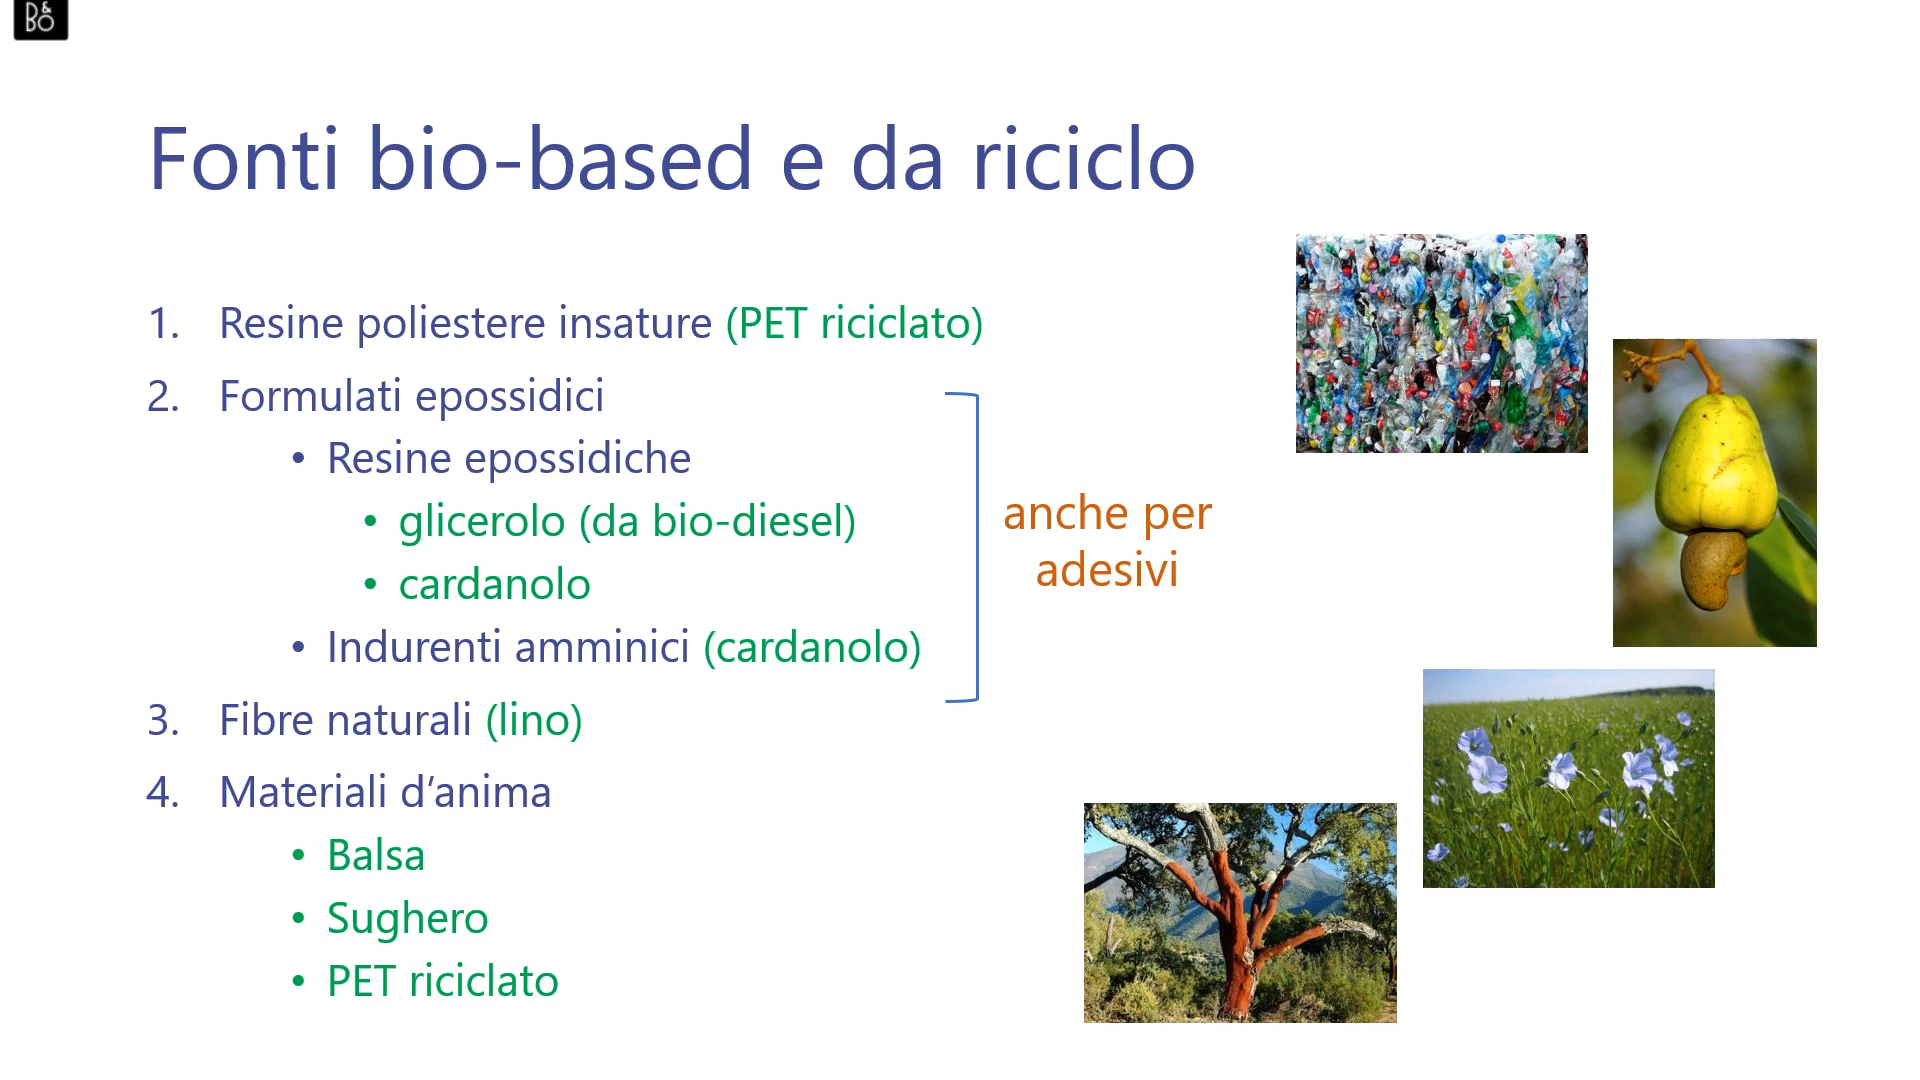 B&O
Fonti bio-based e da riciclo
1. Resine poliestere insature (PET riciclato)
2. Formulati epossidici
• Resine epossidiche
• glicerolo (da bio-diesel)
• cardanolo
• Indurenti amminici (cardanolo)
anche per
adesivi
3. Fibre naturali (lino)
4. Materiali d’anima
• Balsa
• Sughero
• PET riciclato